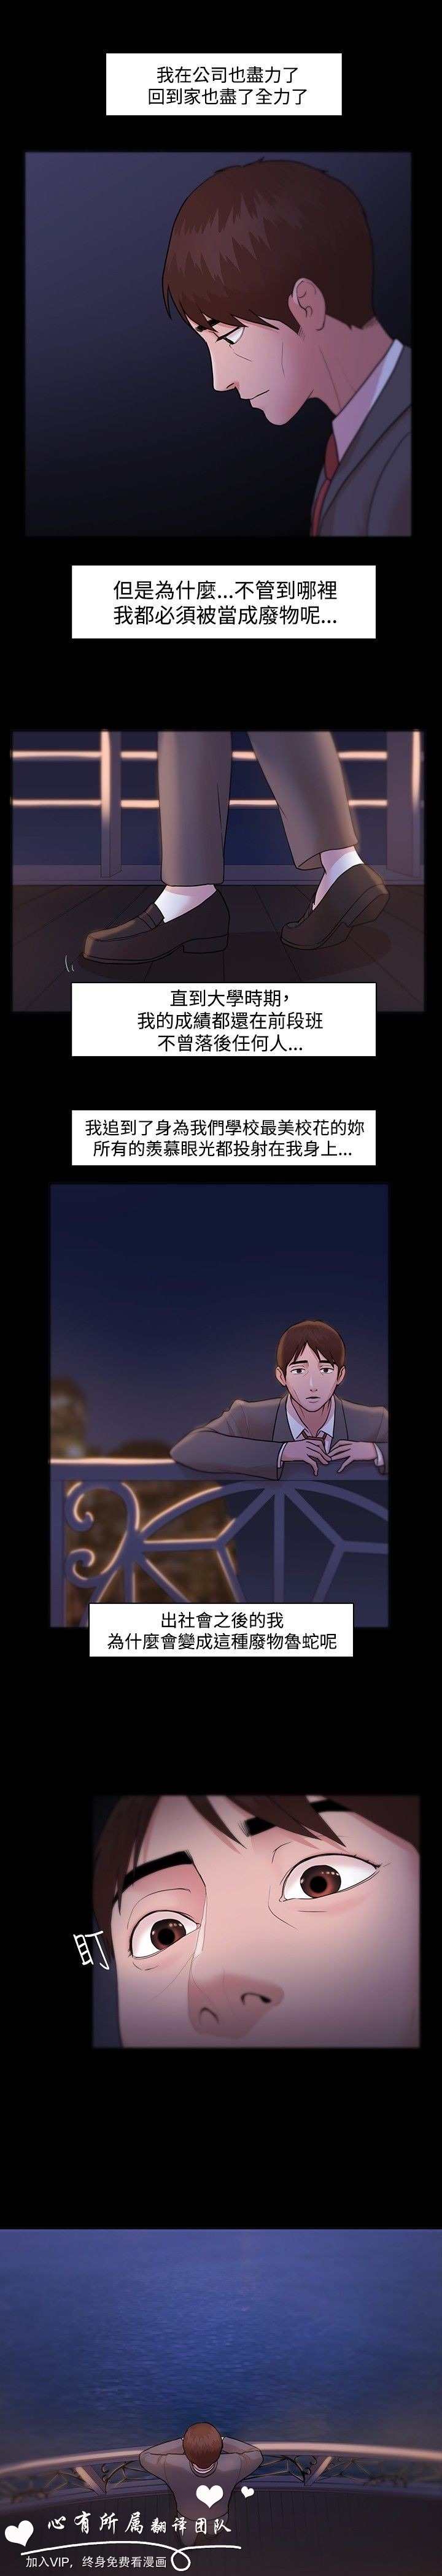 我在公司也盡力了
回到家也盡了全力了
但是為什麼...不管到哪裡
我都必須被當成廢物呢...
直到大學時期，
我的成績都還在前段班
不曾落後任何人...
我追到了身為我們學校最美校花的妳
所有的羨慕眼光都投射在我身上...
出社會之後的我
為什麼會變成這種廢物魯蛇呢
盯
心有所属翻译团队
加入VIP，终身免费看漫画